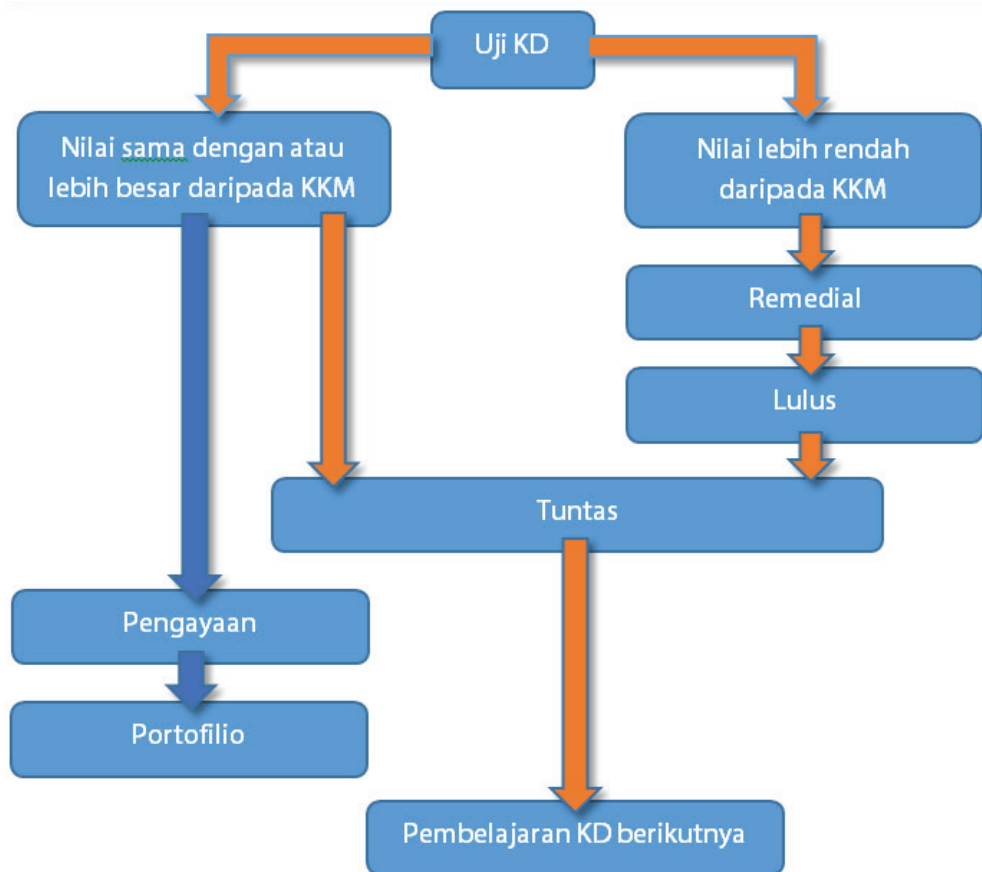 Uji KD
Nilai sama dengan atau
lebih besar daripada KKM
Nilai lebih rendah
daripada KKM
Remedial
Lulus
Tuntas
Pengayaan
Portofilio
Pembelajaran KD berikutnya